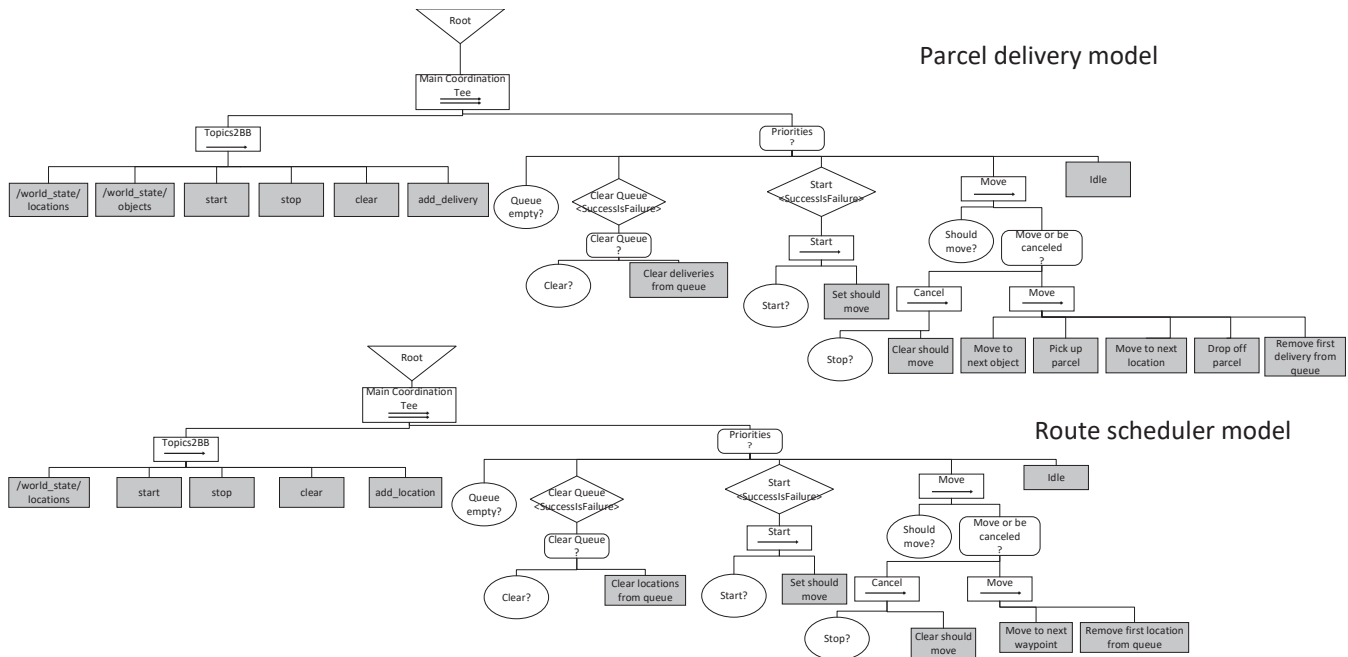 Root
Parcel delivery model
Main Coordination
Tee
Topics2BB
Priorities
?
/world_state/
locations
/world_state/
objects
start
stop
clear
add_delivery
Queue
empty?
Clear Queue
<SuccessIsFailure>
Start
<SuccessIsFailure>
Move
Idle
Clear Queue
?
Start
Should
move?
Move or be
canceled
?
Clear?
Clear deliveries
from queue
Start?
Set should
move
Cancel
Move
Stop?
Clear should
move
Move to
next object
Pick up
parcel
Move to next
location
Drop off
parcel
Remove first
delivery from
queue
Root
Main Coordination
Tee
Route scheduler model
Topics2BB
Priorities
?
/world_state/
locations
start
stop
clear
add_location
Queue
empty?
Clear Queue
<SuccessIsFailure>
Start
<SuccessIsFailure>
Move
Idle
Clear Queue
?
Start
Should
move?
Move or be
canceled
?
Clear?
Clear locations
from queue
Start?
Set should
move
Cancel
Move
Stop?
Clear should
move
Move to next
waypoint
Remove first location
from queue